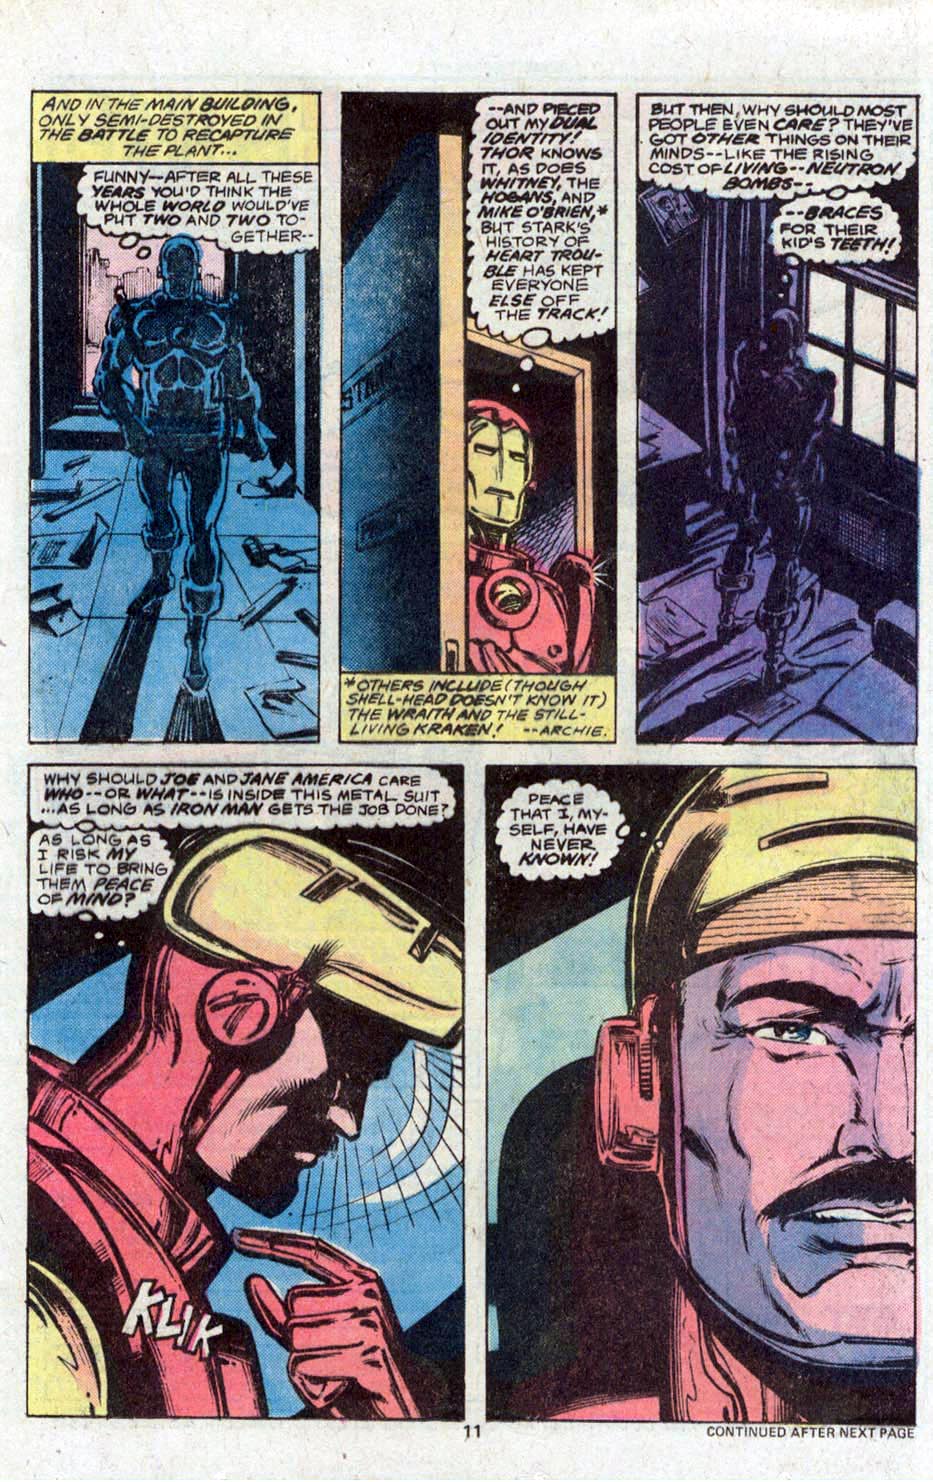 AND IN THE MAIN BUILDING,
ONLY SEMI-DESTROYED IN
THE BATTLE TO RECAPTURE
THE PLANT...
FUNNY--AFTER ALL THESE
YEARS YOU'D THINK THE
WHOLE WORLD WOULD'VE
PUT TWO AND TWO TO-
GETHER--
--AND PIECED
OUT MY DUAL
IDENTITY!
THOR KNOWS
IT, AS DOES
WHITNEY, THE
HOGANS, AND
MIKE O'BRIEN,*
BUT STARK'S
HISTORY OF
HEART TROU-
BLE HAS KEPT
EVERYONE
ELSE OFF
THE TRACK!
*OTHERS INCLUDE (THOUGH
SHELL-HEAD DOESN'T KNOW IT)
THE WRAITH AND THE STILL-
LIVING KRAKEN! --ARCHIE.
BUT THEN, WHY SHOULD MOST
PEOPLE EVEN CARE? THEY'VE
GOT OTHER THINGS ON THEIR
MINDS--LIKE THE RISING
COST OF LIVING--NEUTRON
BOMBS--
--BRACES
FOR THEIR
KID'S TEETH!
WHY SHOULD JOE AND JANE AMERICA CARE
WHO--OR WHAT--IS INSIDE THIS METAL SUIT
...AS LONG AS IRON MAN GETS THE JOB DONE?
AS LONG AS
I RISK MY
LIFE TO BRING
THEM PEACE
OF MIND?
KLIK
PEACE
THAT I, MY-
SELF, HAVE
NEVER
KNOWN!
11
CONTINUED AFTER NEXT PAGE